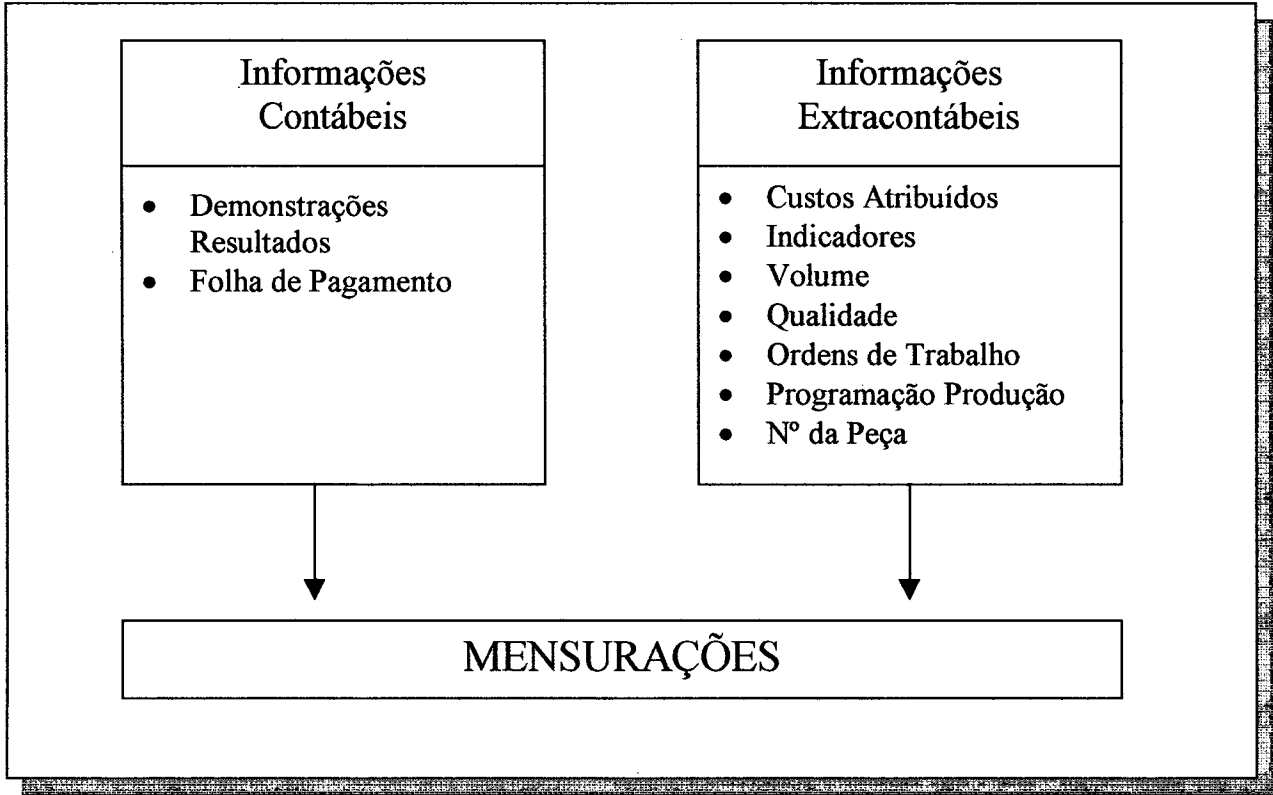 Informações
Contábeis
• Demonstrações
Resultados
• Folha de Pagamento
Informações
Extracontábeis
• Custos Atribuídos
• Indicadores
• Volume
• Qualidade
• Ordens de Trabalho
• Programação Produção
• Nº da Peça
MENSURAÇÕES